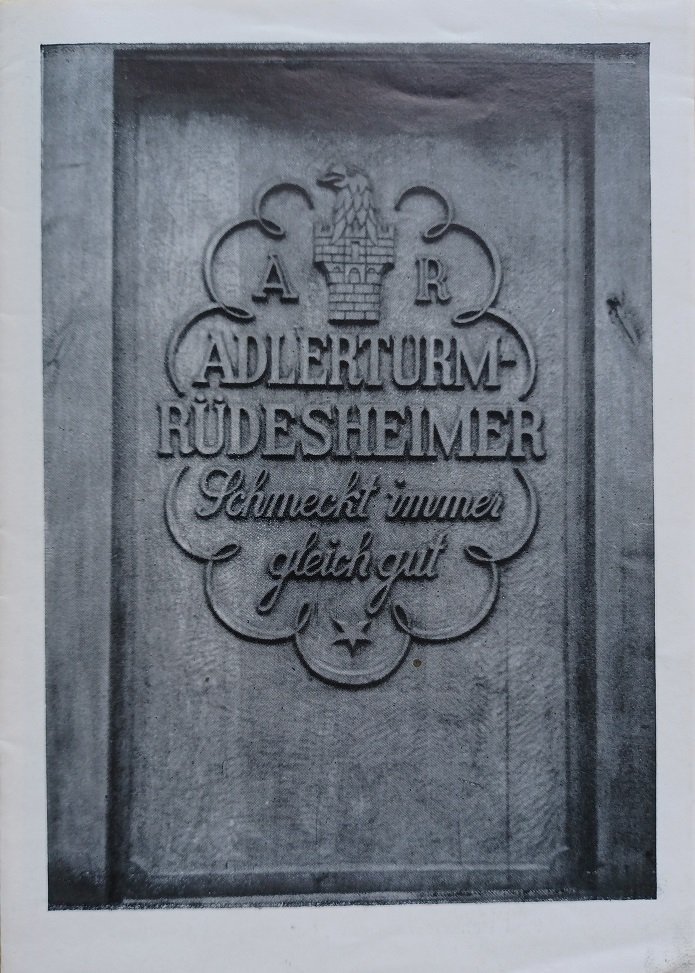 A R
ADLERTURM-
RÜDESHEIMER
Schmeckt immer
gleich gut